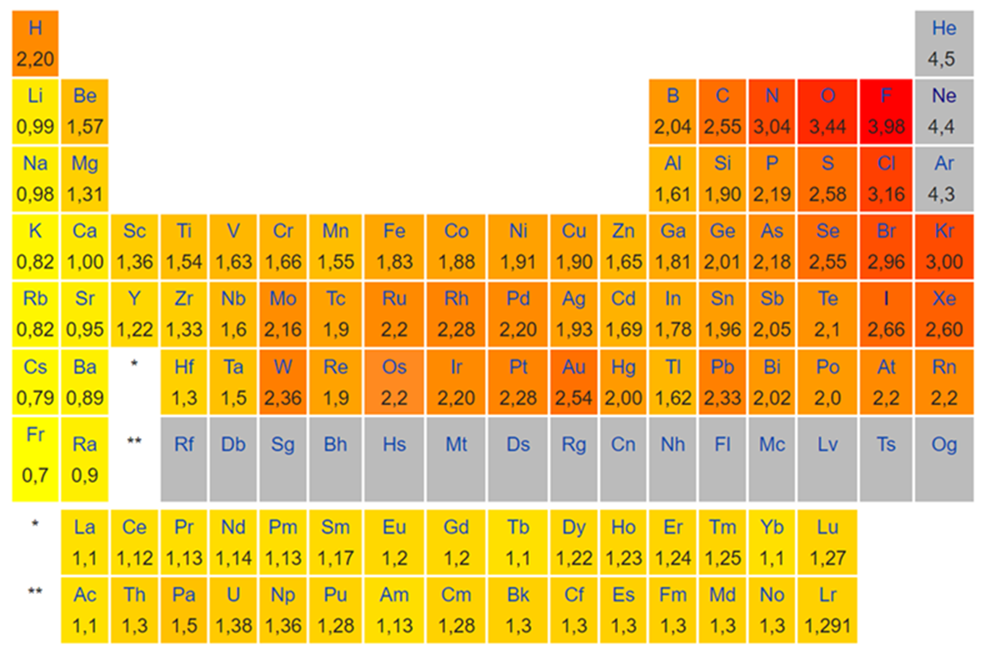 H He
2,20 4,5
Li Be B C N O F Ne
0,99 1,57 2,04 2,55 3,04 3,44 3,98 4,4
Na Mg Al Si P S Cl Ar
0,98 1,31 1,61 1,90 2,19 2,58 3,16 4,3
K Ca Sc Ti V Cr Mn Fe Co Ni Cu Zn Ga Ge As Se Br Kr
0,82 1,00 1,36 1,54 1,63 1,66 1,55 1,83 1,88 1,91 1,90 1,65 1,81 2,01 2,18 2,55 2,96 3,00
Rb Sr Y Zr Nb Mo Tc Ru Rh Pd Ag Cd In Sn Sb Te I Xe
0,82 0,95 1,22 1,33 1,6 2,16 1,9 2,2 2,28 2,20 1,93 1,69 1,78 1,96 2,05 2,1 2,66 2,60
Cs Ba * Hf Ta W Re Os Ir Pt Au Hg Tl Pb Bi Po At Rn
0,79 0,89 1,3 1,5 2,36 1,9 2,2 2,20 2,28 2,54 2,00 1,62 2,33 2,02 2,0 2,2 2,2
Fr Ra ** Rf Db Sg Bh Hs Mt Ds Rg Cn Nh Fl Mc Lv Ts Og
0,7 0,9
* La Ce Pr Nd Pm Sm Eu Gd Tb Dy Ho Er Tm Yb Lu
1,1 1,12 1,13 1,14 1,13 1,17 1,2 1,2 1,1 1,22 1,23 1,24 1,25 1,1 1,27
** Ac Th Pa U Np Pu Am Cm Bk Cf Es Fm Md No Lr
1,1 1,3 1,5 1,38 1,36 1,28 1,13 1,28 1,3 1,3 1,3 1,3 1,3 1,3 1,291